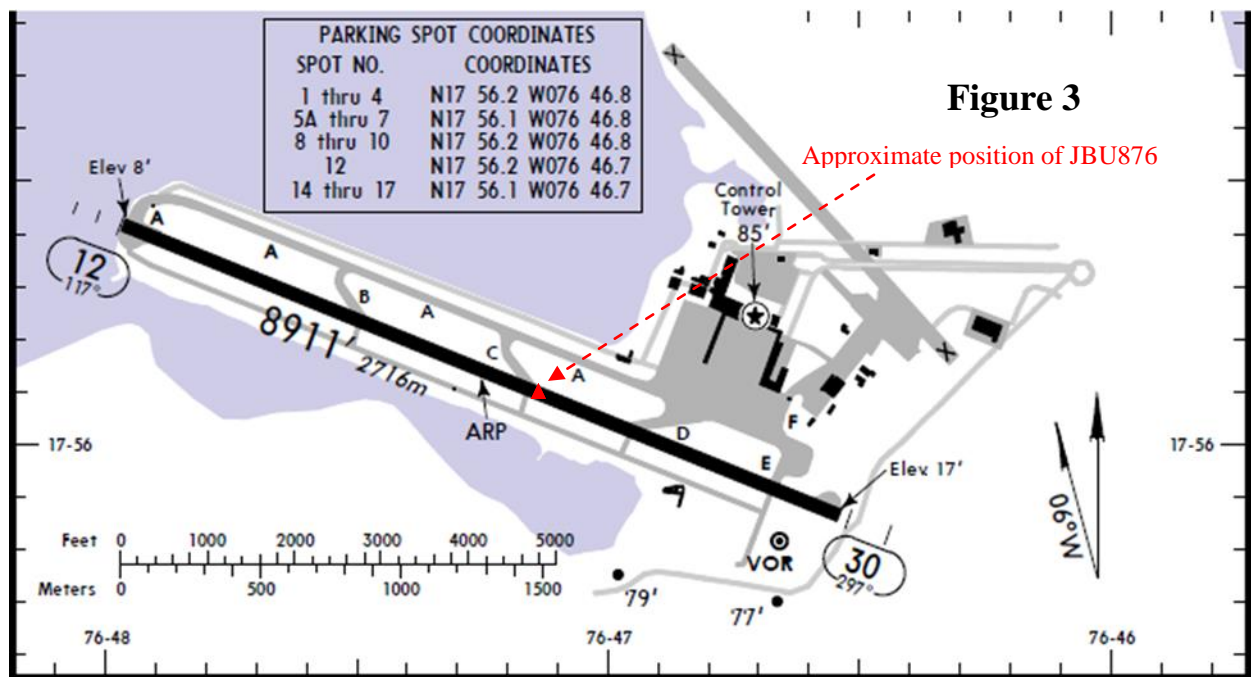 PARKING SPOT COORDINATES
SPOT NO. COORDINATES
1 thru 4 N17 56.2 W076 46.8
5A thru 7 N17 56.1 W076 46.8
8 thru 10 N17 56.2 W076 46.8
12 N17 56.2 W076 46.7
14 thru 17 N17 56.1 W076 46.7
Figure 3
Approximate position of JBU876
Elev 8'
Control
Tower
85'
A
A
12
117°
B
A
8911'
2716m
C
A
ARP
D
F
17-56
17-56
E
Elev. 17'
06°W
Feet 0 1000 2000 3000 4000 5000
Meters 0 500 1000 1500
VOR
30
297°
79'
77'
76-48
76-47
76-46